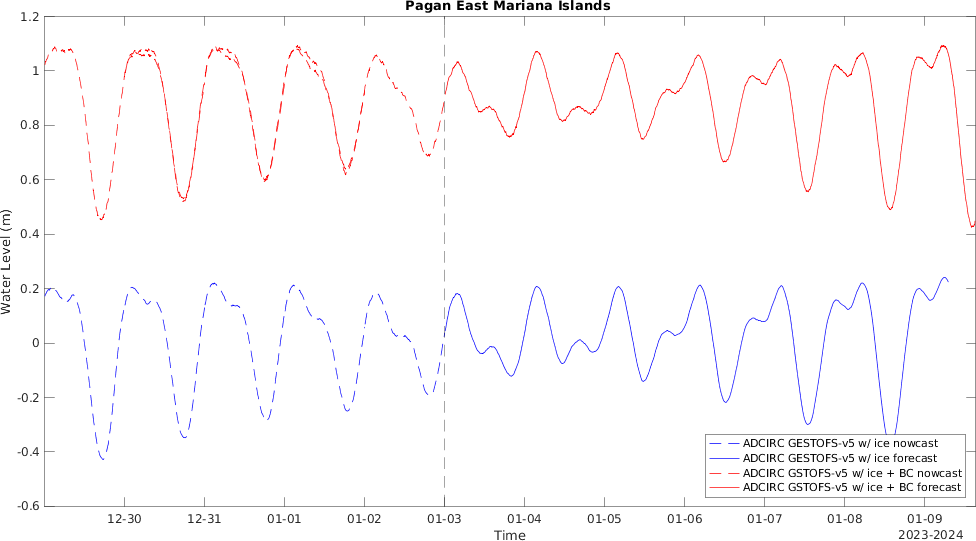 Pagan East Mariana Islands
Water Level (m)
1.2
1
0.8
0.6
0.4
0.2
0
-0.2
-0.4
-0.6
ADCIRC GESTOFS-v5 w/ ice nowcast
ADCIRC GESTOFS-v5 w/ ice forecast
ADCIRC GSTOFS-v5 w/ ice + BC nowcast
ADCIRC GSTOFS-v5 w/ ice + BC forecast
12-30 12-31 01-01 01-02 01-03 01-04 01-05 01-06 01-07 01-08 01-09
2023-2024
Time